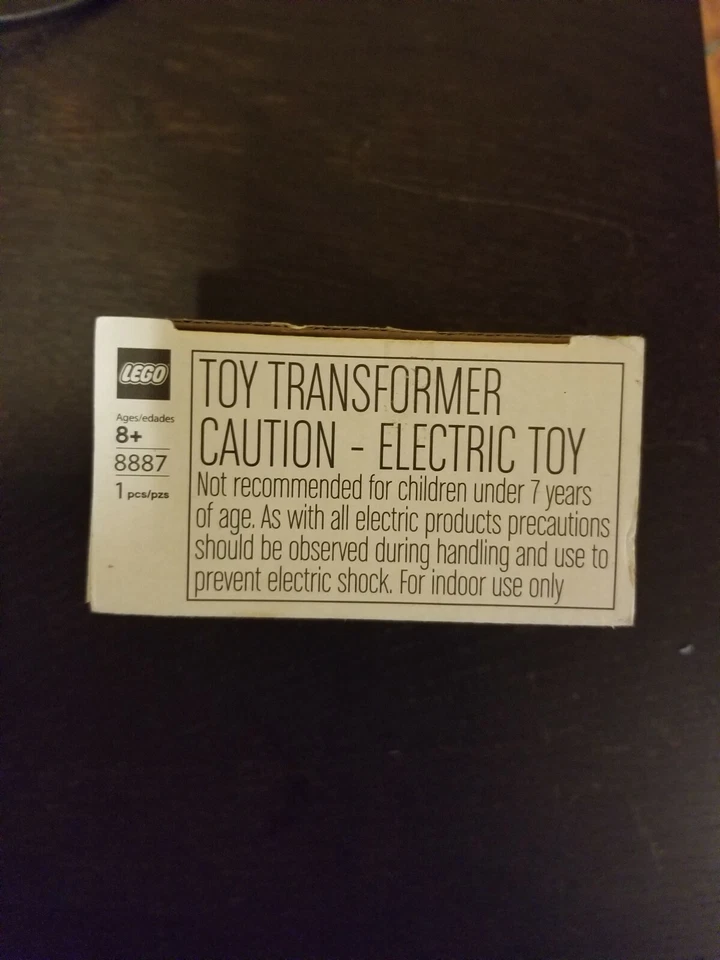 LEGO
Ages/edades
8+
8887
1 pcs/pzs
TOY TRANSFORMER
CAUTION - ELECTRIC TOY
Not recommended for children under 7 years
of age. As with all electric products precautions
should be observed during handling and use to
prevent electric shock. For indoor use only